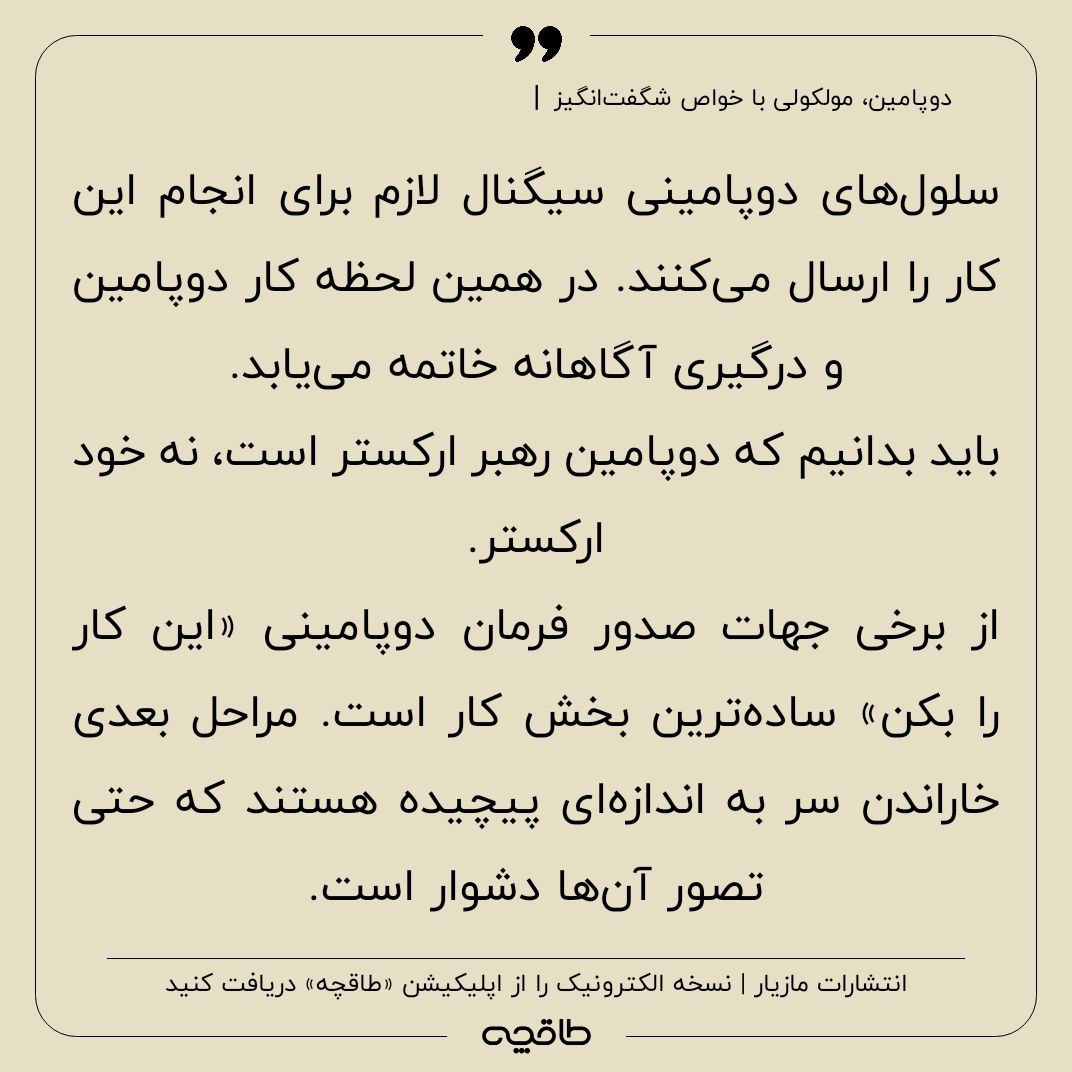 ❟❟
دوپامین، مولکولی با خواص شگفت‌انگیز |
سلول‌های دوپامینی سیگنال لازم برای انجام این
کار را ارسال می‌کنند. در همین لحظه کار دوپامین
و درگیری آگاهانه خاتمه می‌یابد.
باید بدانیم که دوپامین رهبر ارکستر است، نه خود
ارکستر.
از برخی جهات صدور فرمان دوپامینی «این کار
را بکن» ساده‌ترین بخش کار است. مراحل بعدی
خاراندن سر به اندازه‌ای پیچیده هستند که حتی
تصور آن‌ها دشوار است.
انتشارات مازیار | نسخه الکترونیک را از اپلیکیشن «طاقچه» دریافت کنید
طاقچه